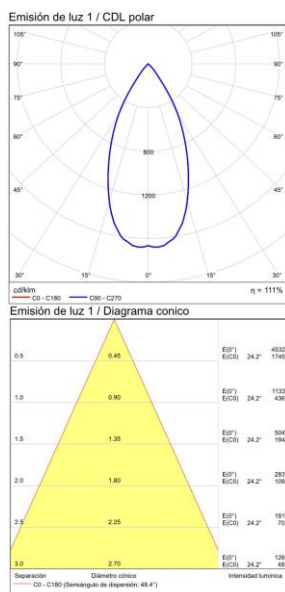 Emisión de luz 1 / CDL polar
105° 105°
90° 90°
75° 75°
60° 60°
800
45° 45°
1200
30° 15° 0° 15° 30°
cd/klm η = 111%
C0 - C180 C90 - C270
Emisión de luz 1 / Diagrama conico
E(0°) 4532
0.5 0.45 E(C0) 24.2° 1745
E(0°) 1133
1.0 0.90 E(C0) 24.2° 436
E(0°) 504
1.5 1.35 E(C0) 24.2° 194
E(0°) 283
2.0 1.80 E(C0) 24.2° 109
E(0°) 181
2.5 2.25 E(C0) 24.2° 70
E(0°) 126
3.0 2.70 E(C0) 24.2° 48
Separación Diámetro cónico Intensidad lumínica
C0 - C180 (Semiángulo de dispersión: 48.4°)